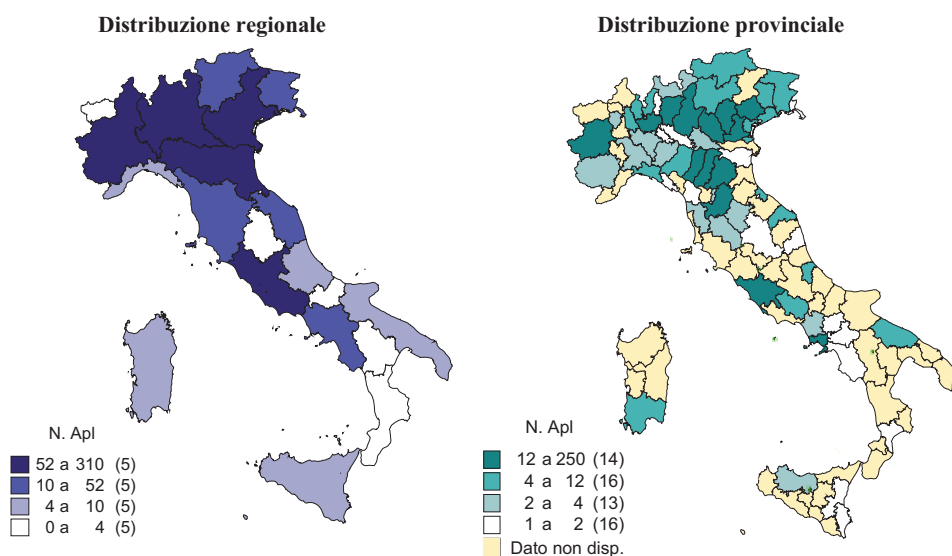 Distribuzione regionale
N. Apl
52 a 310 (5)
10 a 52 (5)
4 a 10 (5)
0 a 4 (5)
Distribuzione provinciale
N. Apl
12 a 250 (14)
4 a 12 (16)
2 a 4 (13)
1 a 2 (16)
Dato non disp.